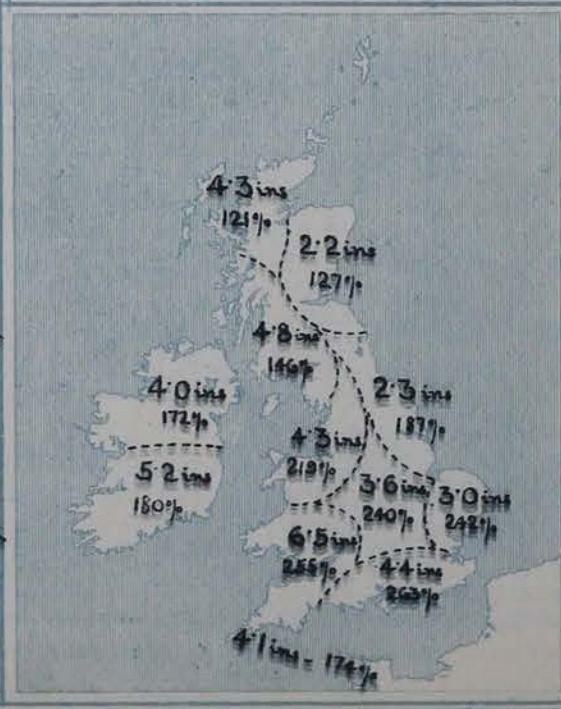 4·3 ins
121%
2·2 ins
127%
4·8 ins
146%
4·0 ins
172%
2·3 ins
187%
4·3 ins
219%
5·2 ins
180%
3·6 ins
240%
3·0 ins
242%
6·5 ins
255%
4·4 ins
263%
4·1 ins = 174%